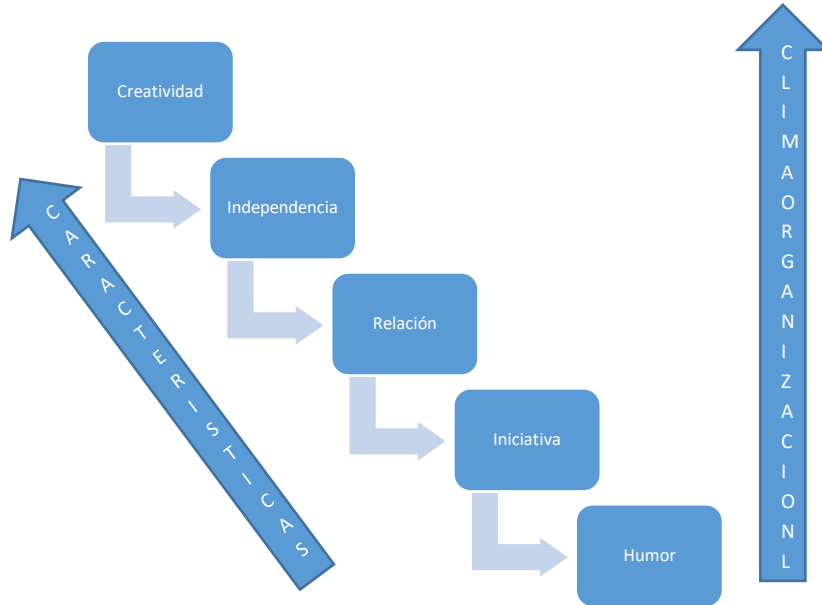 Creatividad
Independencia
Relación
Iniciativa
Humor
CARACTERISTICAS
CLIMAORGANIZACIONL